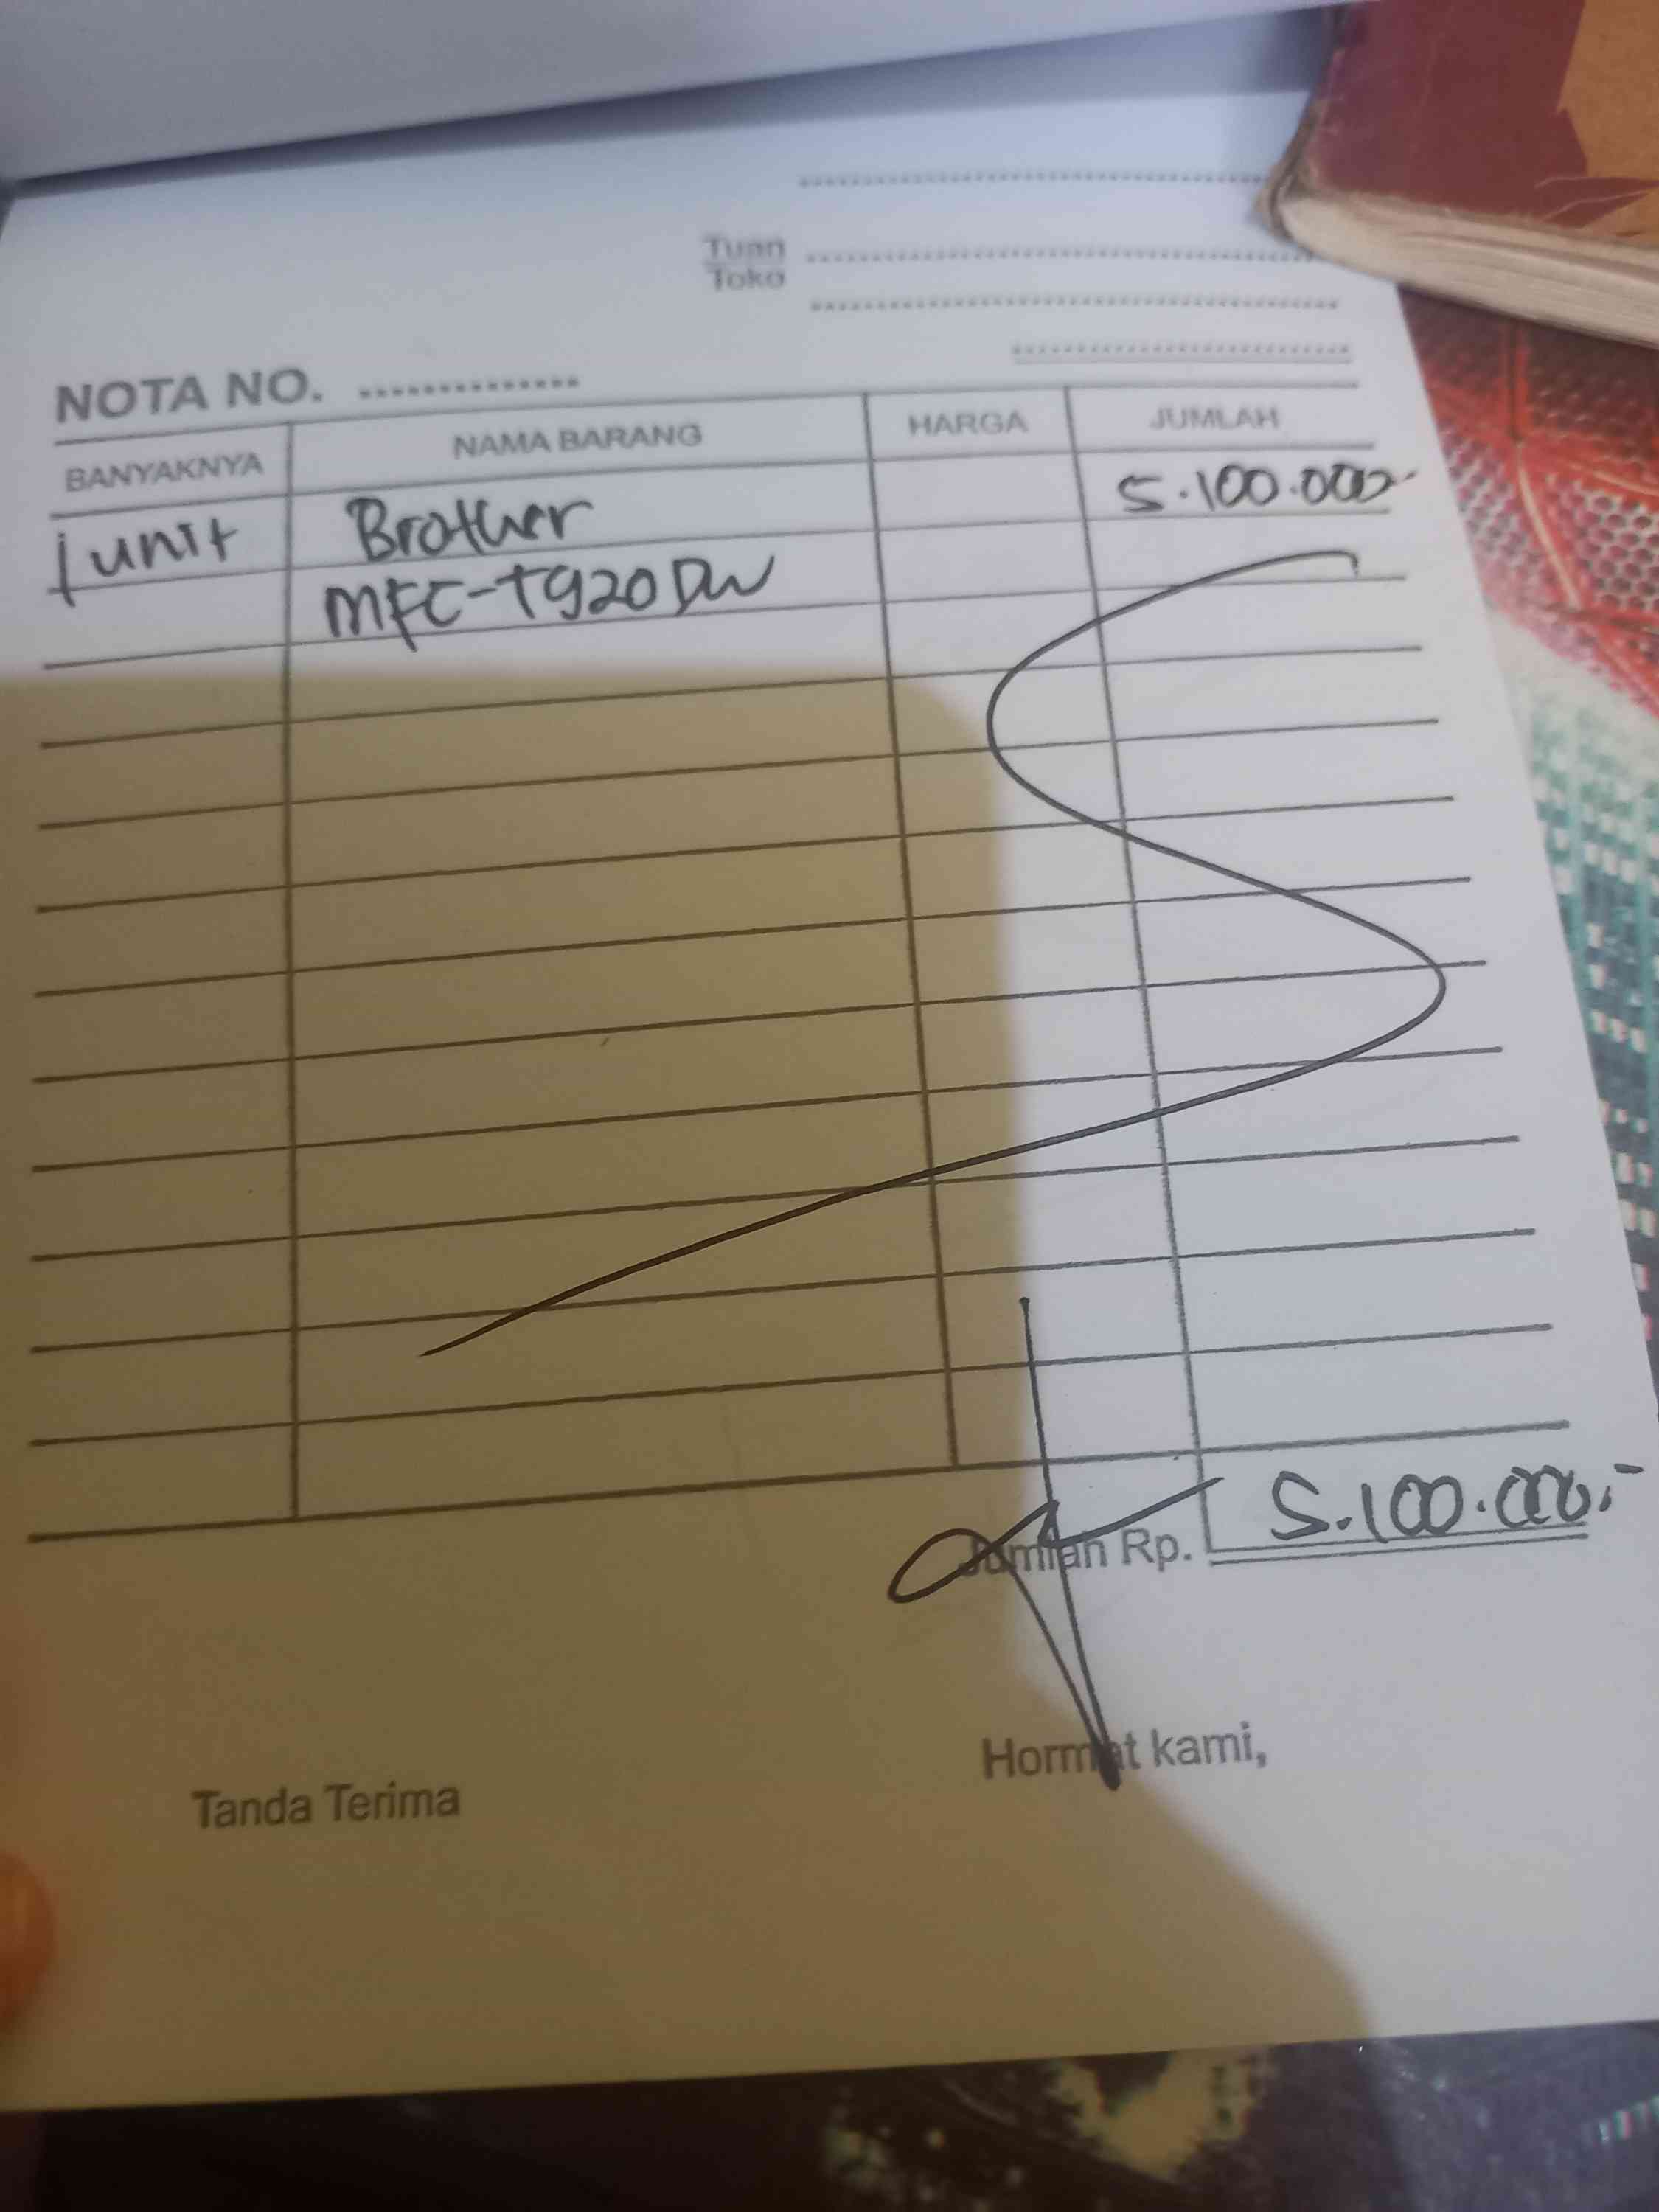 Tuan
Toko
NOTA NO. ..............
BANYAKNYA NAMA BARANG HARGA JUMLAH
1 unit Brother 5.100.000-
MFC-T920DW
Jumlah Rp. 5.100.000,-
Tanda Terima Hormat kami,